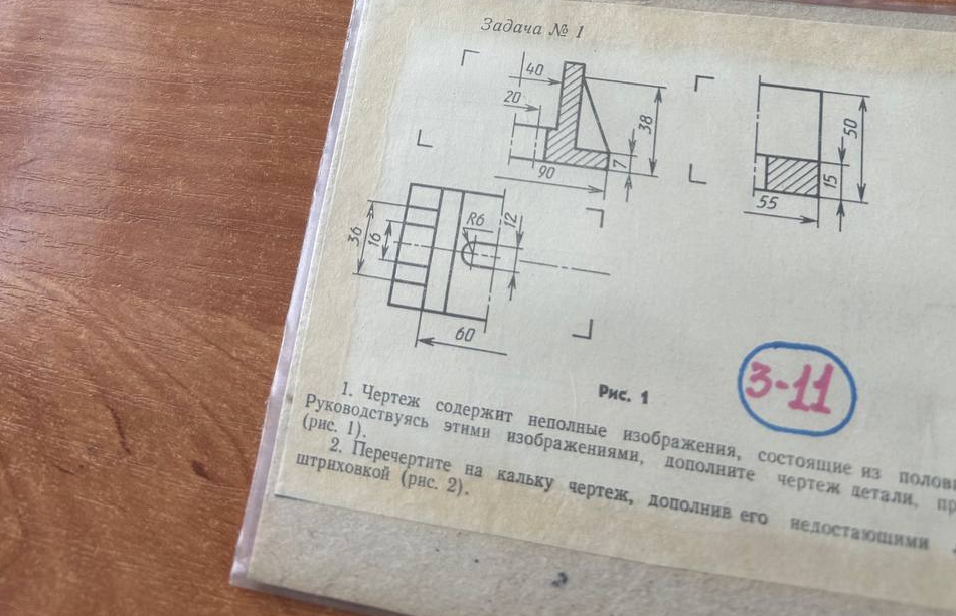 Задача № 1
40
20
38
7
90
50
15
55
36
16
R6
12
60
Рис. 1
3-11
1. Чертеж содержит неполные изображения, состоящие из
Руководствуясь этими изображениями, дополните чертеж детали,
(рис. 1).
2. Перечертите на кальку чертеж, дополнив его недостающими
штриховкой (рис. 2).